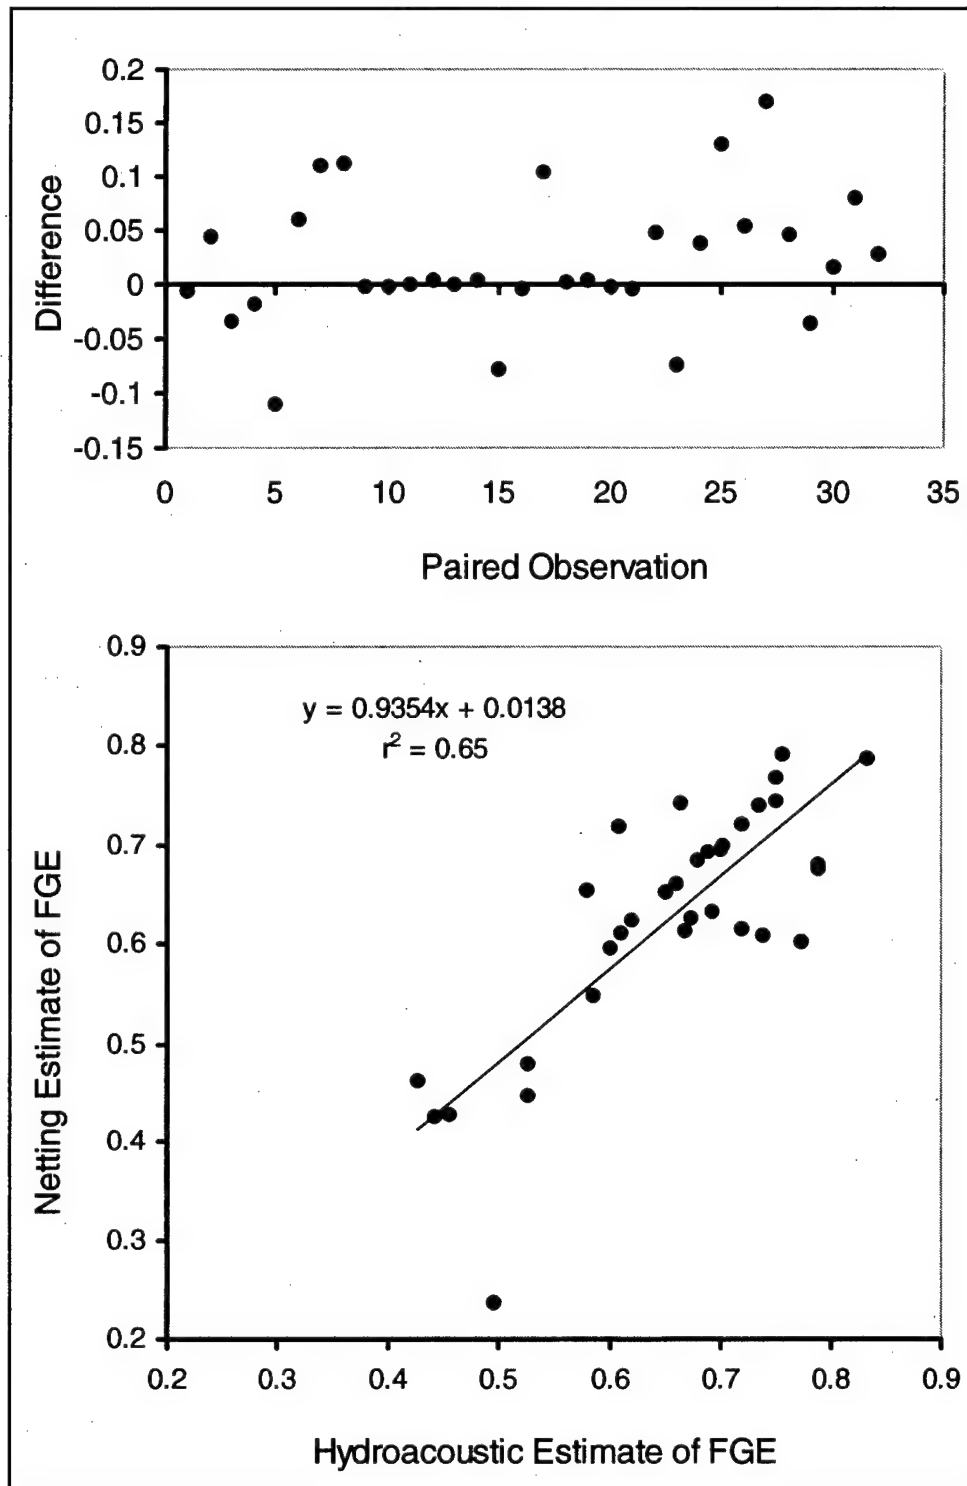 0.2
0.15
0.1
0.05
0
-0.05
-0.1
-0.15
Difference
0 5 10 15 20 25 30 35
Paired Observation
0.9
0.8
0.7
0.6
0.5
0.4
0.3
0.2
Netting Estimate of FGE
y = 0.9354x + 0.0138
r² = 0.65
0.2 0.3 0.4 0.5 0.6 0.7 0.8 0.9
Hydroacoustic Estimate of FGE